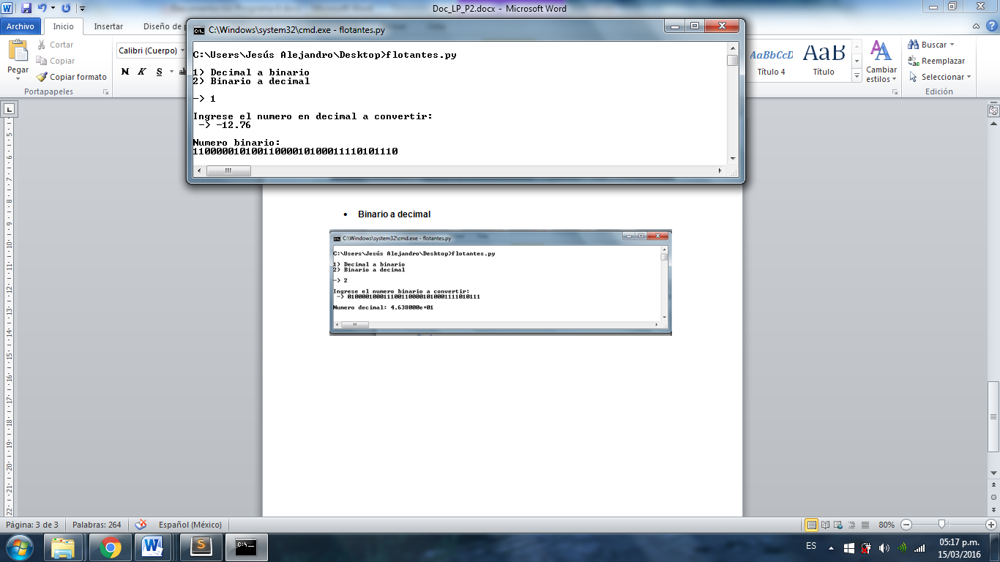 Doc_LP_P2.docx - Microsoft Word
Archivo
Inicio
Insertar
Diseño de
Pegar
Cortar
Copiar
Copiar formato
Portapapeles
Calibri (Cuerpo)
N K S ab
AaBbCcD
Título 4
AaB
Título
Cambiar
estilos
Buscar
Reemplazar
Seleccionar
Edición
C:\Windows\system32\cmd.exe - flotantes.py
C:\Users\Jesús Alejandro\Desktop>flotantes.py
1) Decimal a binario
2) Binario a decimal
-> 1
Ingrese el numero en decimal a convertir:
-> -12.76
Numero binario:
11000001010011000010100011110101110
• Binario a decimal
C:\Windows\system32\cmd.exe - flotantes.py
C:\Users\Jesús Alejandro\Desktop>flotantes.py
1) Decimal a binario
2) Binario a decimal
-> 2
Ingrese el numero binario a convertir:
->
Numero decimal: 4.638000e+01
Página: 3 de 3
Palabras: 264
Español (México)
80%
ES
05:17 p.m.
15/03/2016